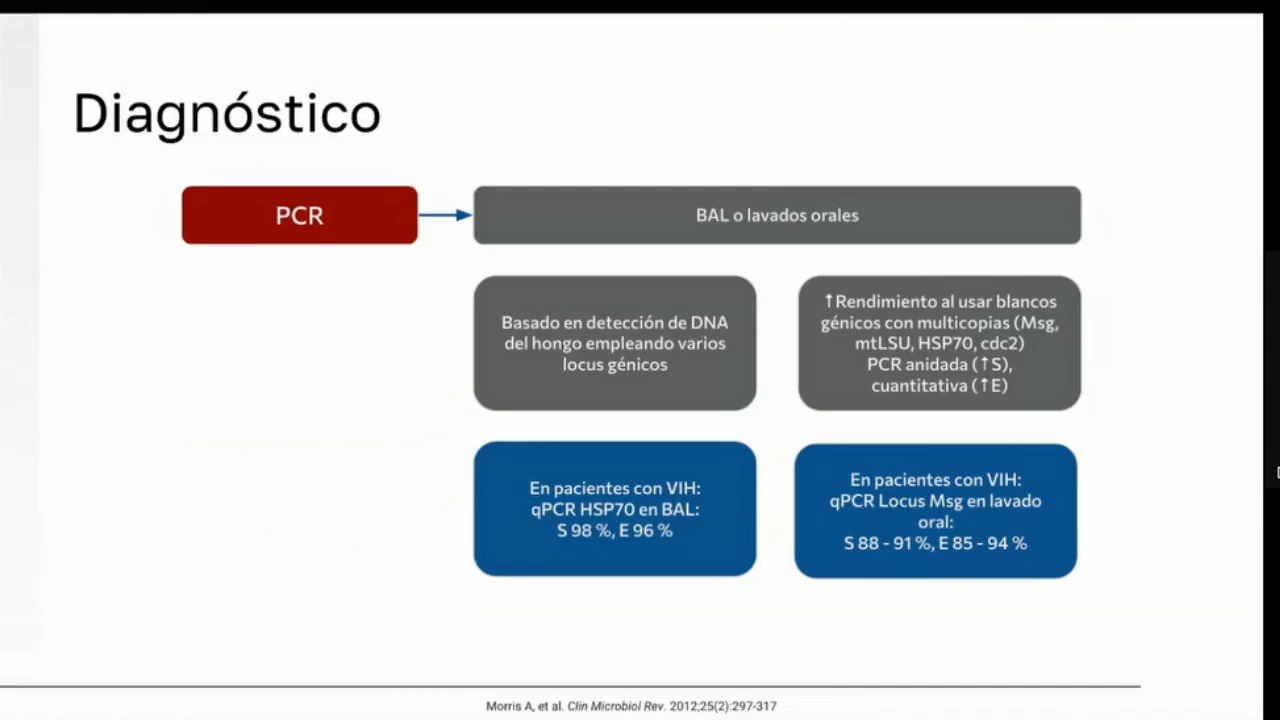 Diagnóstico
PCR
BAL o lavados orales
Basado en detección de DNA
del hongo empleando varios
locus génicos
↑Rendimiento al usar blancos
génicos con multicopias (Msg,
mtLSU, HSP70, cdc2)
PCR anidada (↑S),
cuantitativa (↑E)
En pacientes con VIH:
qPCR HSP70 en BAL:
S 98 %, E 96 %
En pacientes con VIH:
qPCR Locus Msg en lavado
oral:
S 88 - 91 %, E 85 - 94 %
Morris A, et al. Clin Microbiol Rev. 2012;25(2):297-317